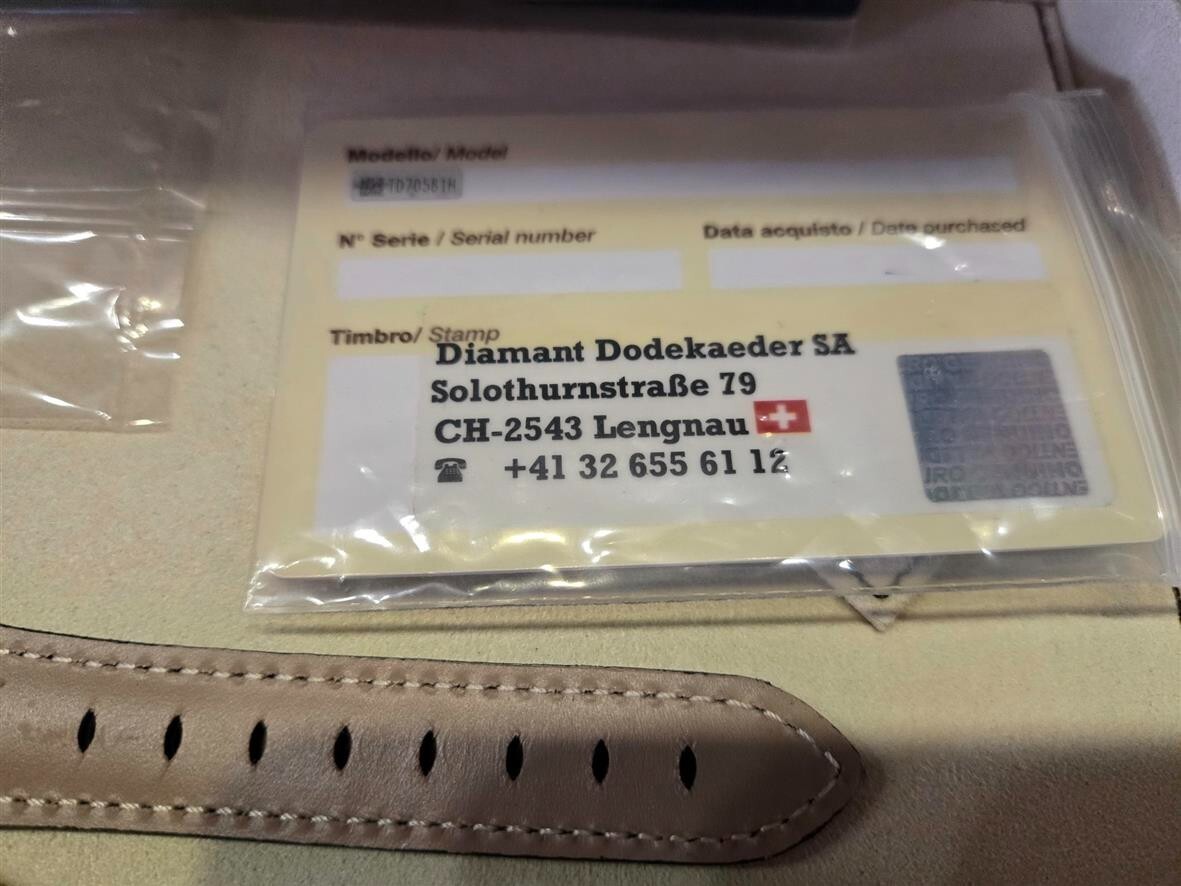 Modello/ Model
TD705B1H
N° Serie / Serial number
Data acquisto / Date purchased
Timbro/ Stamp
Diamant Dodekaeder SA
Solothurnstraße 79
CH-2543 Lengnau
☎ +41 32 655 61 12